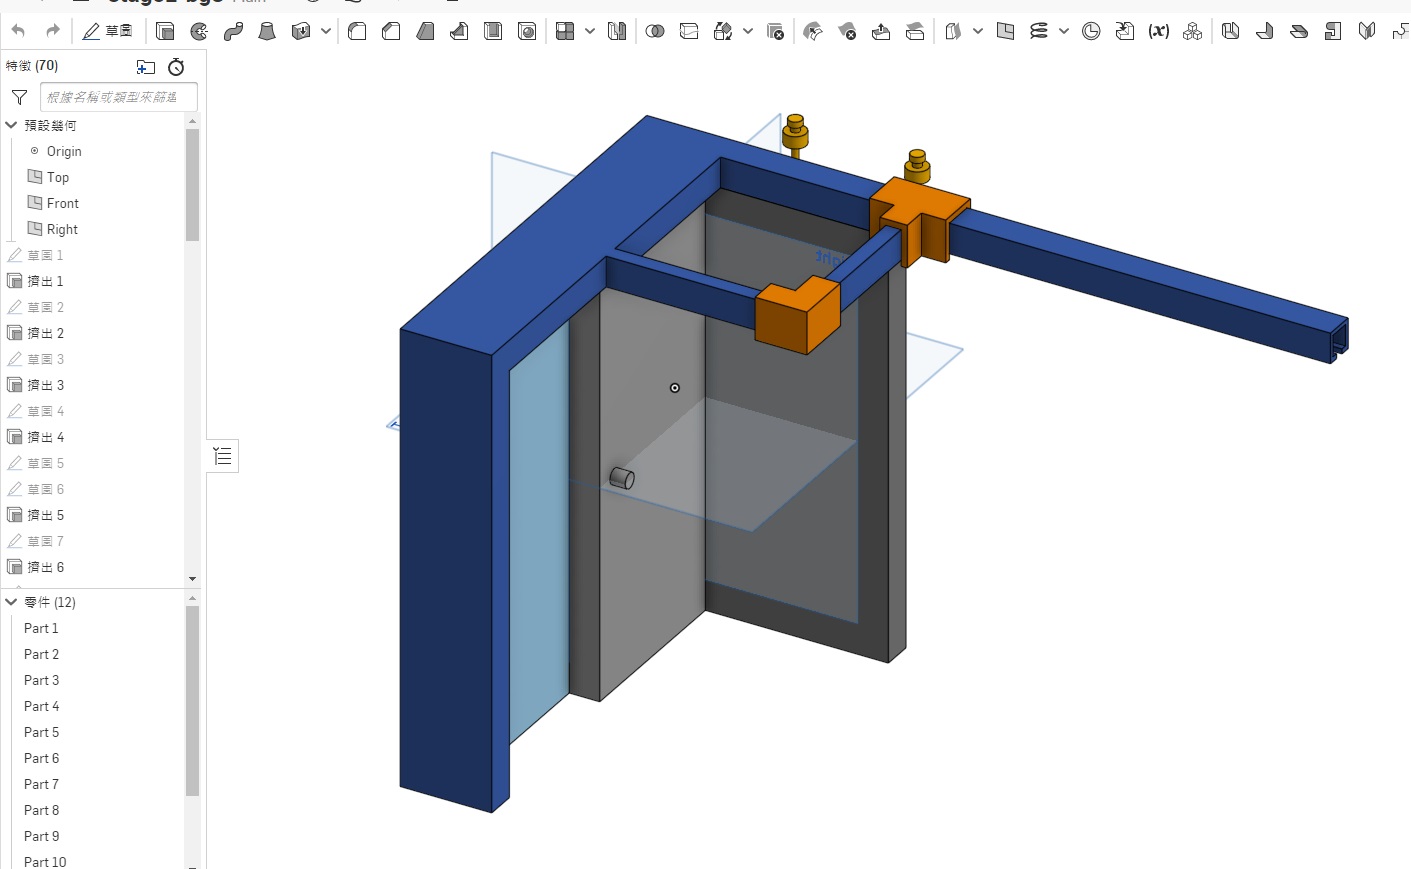 草圖
特徵 (70)
根據名稱或類型來篩選
預設幾何
Origin
Top
Front
Right
草圖 1
擠出 1
草圖 2
擠出 2
草圖 3
擠出 3
草圖 4
擠出 4
草圖 5
草圖 6
擠出 5
草圖 7
擠出 6
零件 (12)
Part 1
Part 2
Part 3
Part 4
Part 5
Part 6
Part 7
Part 8
Part 9
Part 10
(x)